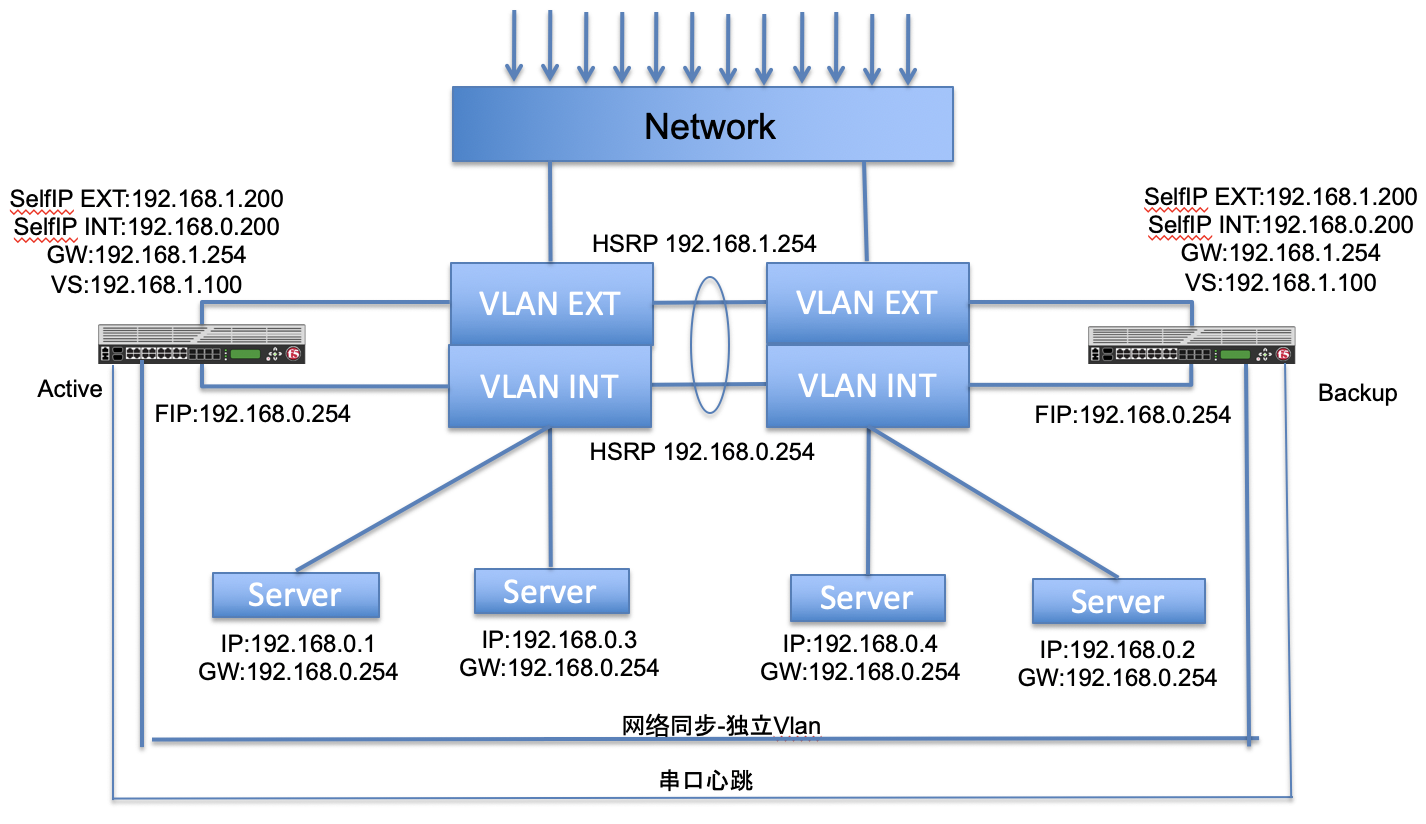 Network
SelfIP EXT:192.168.1.200
SelfIP INT:192.168.0.200
GW:192.168.1.254
VS:192.168.1.100
HSRP 192.168.1.254
SelfIP EXT:192.168.1.200
SelfIP INT:192.168.0.200
GW:192.168.1.254
VS:192.168.1.100
VLAN EXT
VLAN EXT
f5
f5
VLAN INT
VLAN INT
Active
Backup
FIP:192.168.0.254
FIP:192.168.0.254
HSRP 192.168.0.254
Server
Server
Server
Server
IP:192.168.0.1
GW:192.168.0.254
IP:192.168.0.3
GW:192.168.0.254
IP:192.168.0.4
GW:192.168.0.254
IP:192.168.0.2
GW:192.168.0.254
网络同步-独立Vlan
串口心跳